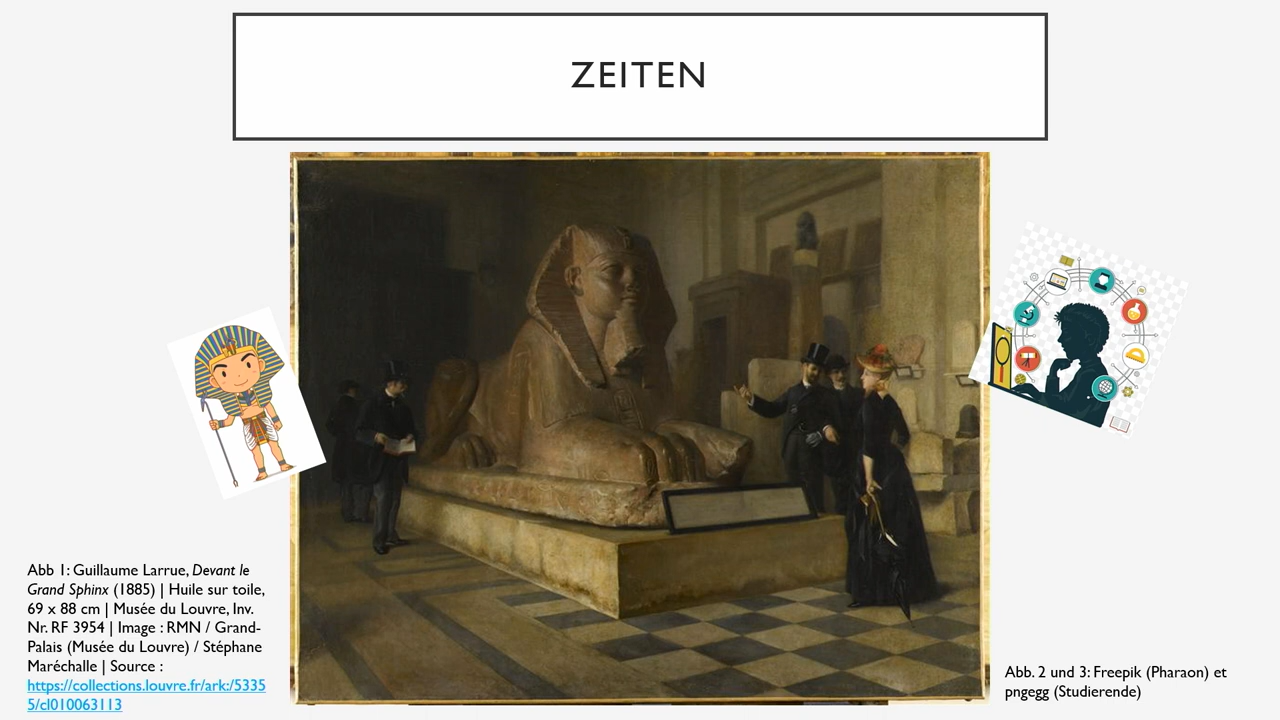 ZEITEN
Abb 1: Guillaume Larrue, Devant le
Grand Sphinx (1885) | Huile sur toile,
69 x 88 cm | Musée du Louvre, Inv.
Nr. RF 3954 | Image : RMN / Grand-
Palais (Musée du Louvre) / Stéphane
Maréchalle | Source :
https://collections.louvre.fr/ark:/5335
5/cl010063113
Abb. 2 und 3: Freepik (Pharaon) et
pngegg (Studierende)